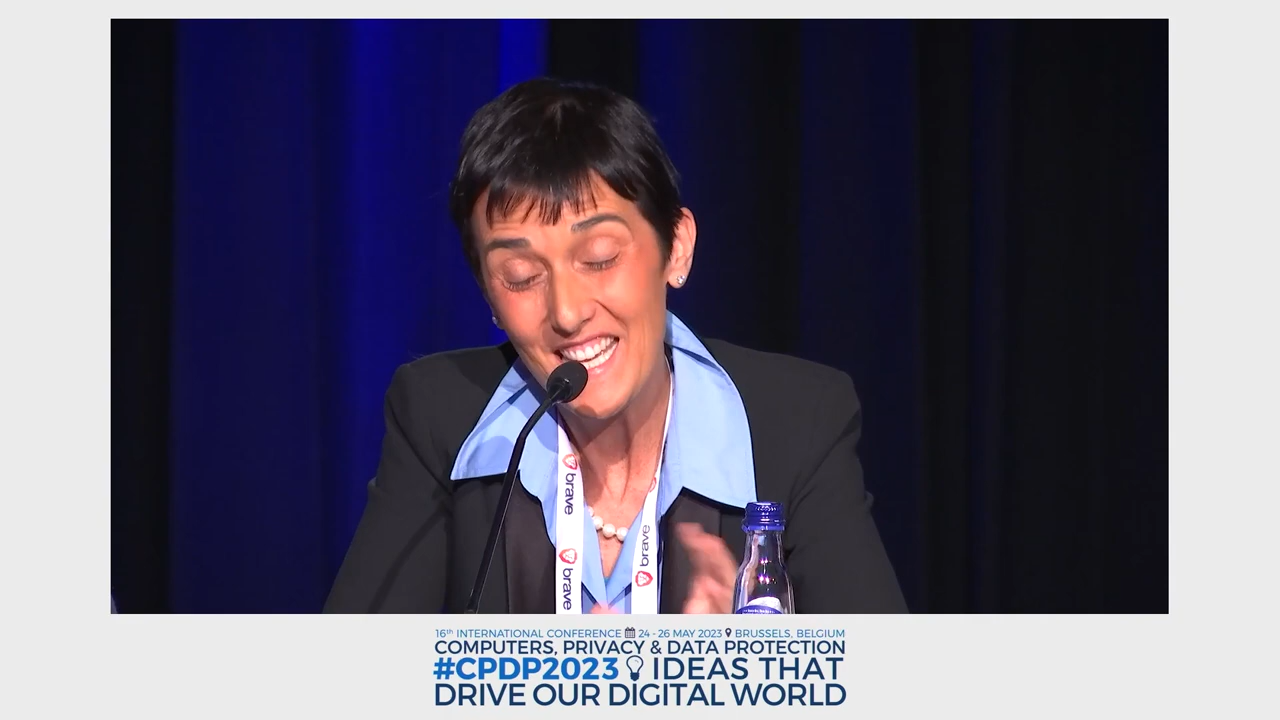 brave
brave
brave
brave
16th INTERNATIONAL CONFERENCE 24 - 26 MAY 2023 BRUSSELS, BELGIUM
COMPUTERS, PRIVACY & DATA PROTECTION
#CPDP2023 IDEAS THAT
DRIVE OUR DIGITAL WORLD